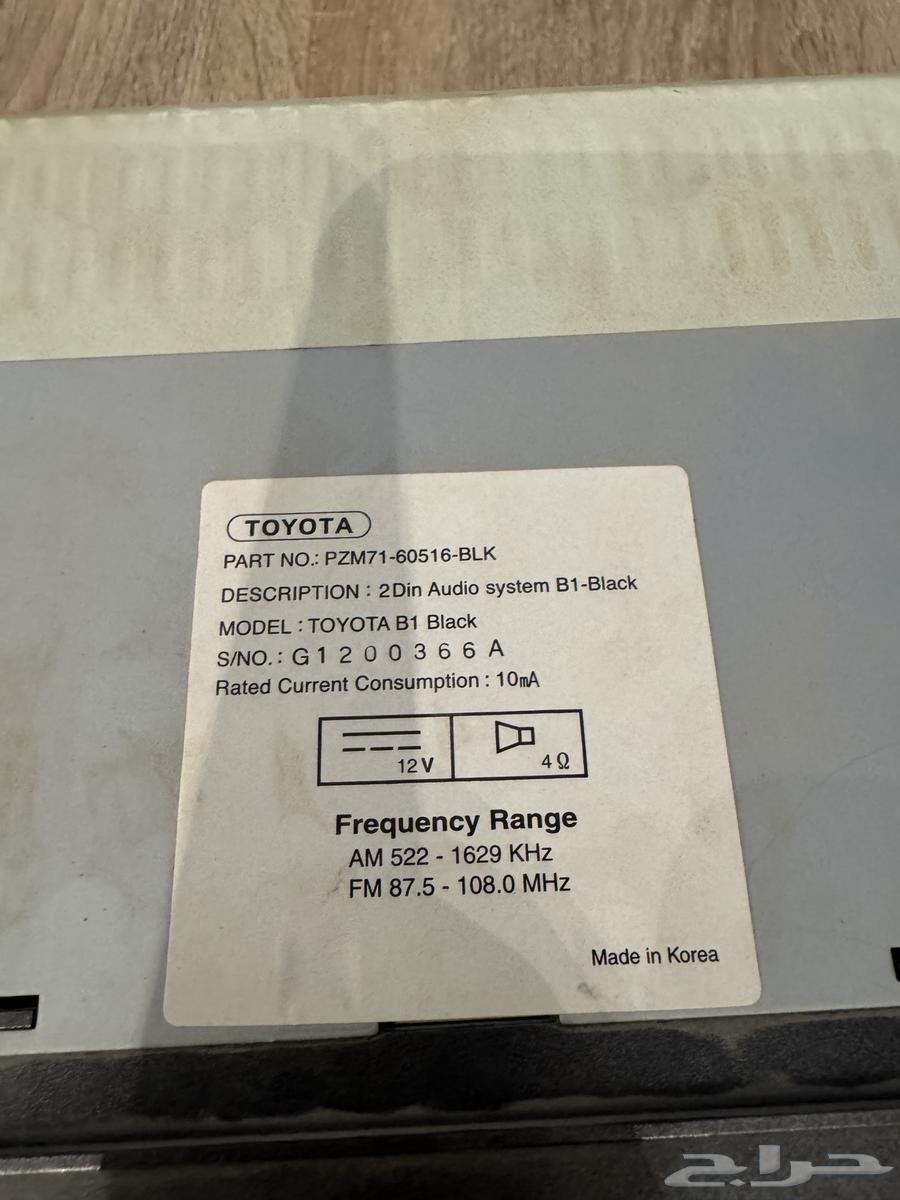 TOYOTA
PART NO.: PZM71-60516-BLK
DESCRIPTION : 2Din Audio system B1-Black
MODEL : TOYOTA B1 Black
S/NO.: G1200366A
Rated Current Consumption : 10mA
12V 4Ω
Frequency Range
AM 522 - 1629 KHz
FM 87.5 - 108.0 MHz
Made in Korea
حراج